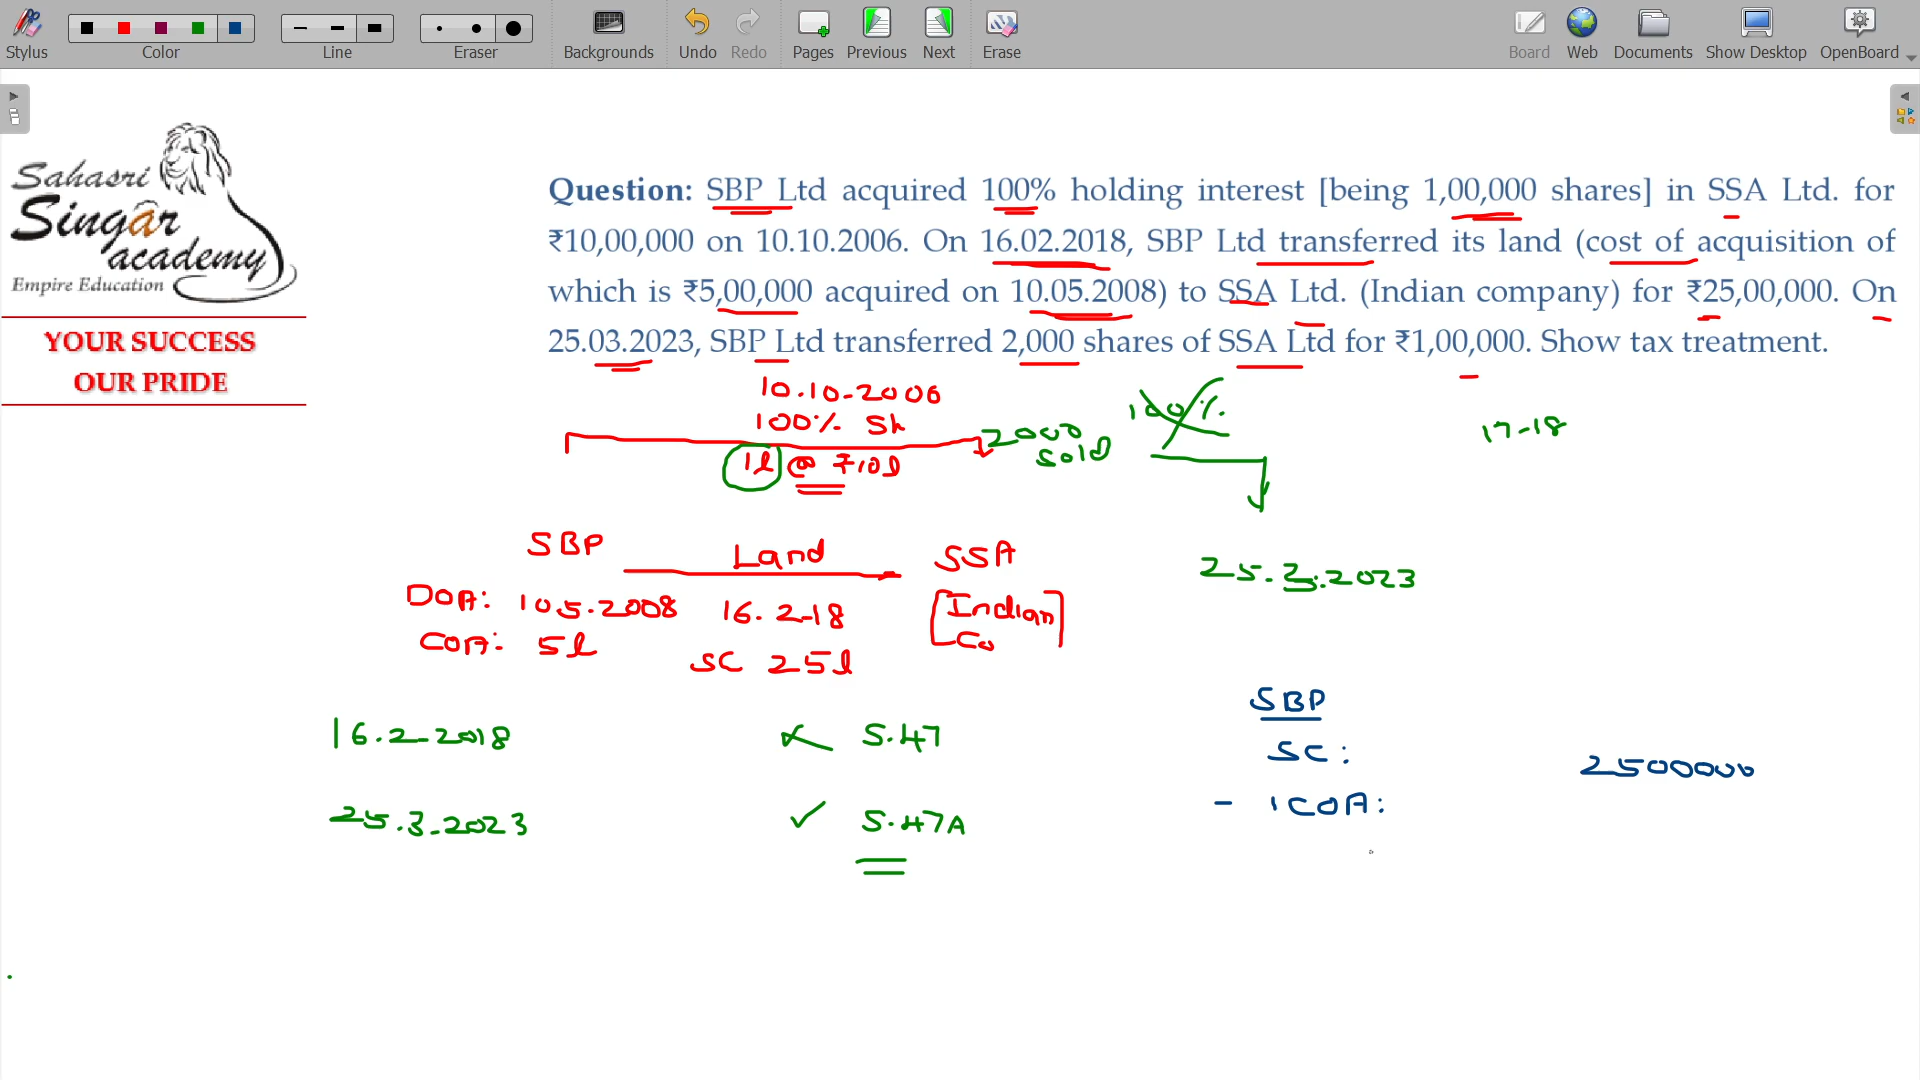 Stylus
Color
Line
Eraser
Backgrounds
Undo
Redo
Pages
Previous
Next
Erase
Board
Web
Documents
Show Desktop
OpenBoard
Sahasri
Singār
academy
Empire Education
YOUR SUCCESS
OUR PRIDE
Question: SBP Ltd acquired 100% holding interest [being 1,00,000 shares] in SSA Ltd. for
₹10,00,000 on 10.10.2006. On 16.02.2018, SBP Ltd transferred its land (cost of acquisition of
which is ₹5,00,000 acquired on 10.05.2008) to SSA Ltd. (Indian company) for ₹25,00,000. On
25.03.2023, SBP Ltd transferred 2,000 shares of SSA Ltd for ₹1,00,000. Show tax treatment.
10.10-2006
100% Sh
1l @ ₹10l
2000
sold
100%
17-18
SBP Land SSA
DOA: 10.5.2008 16.2-18 [Indian
Co]
COA: 5l SC 25l
25.3.2023
16.2-2018 S.47
25.3.2023 S.47A
SBP
SC: 2500000
- ICOA: